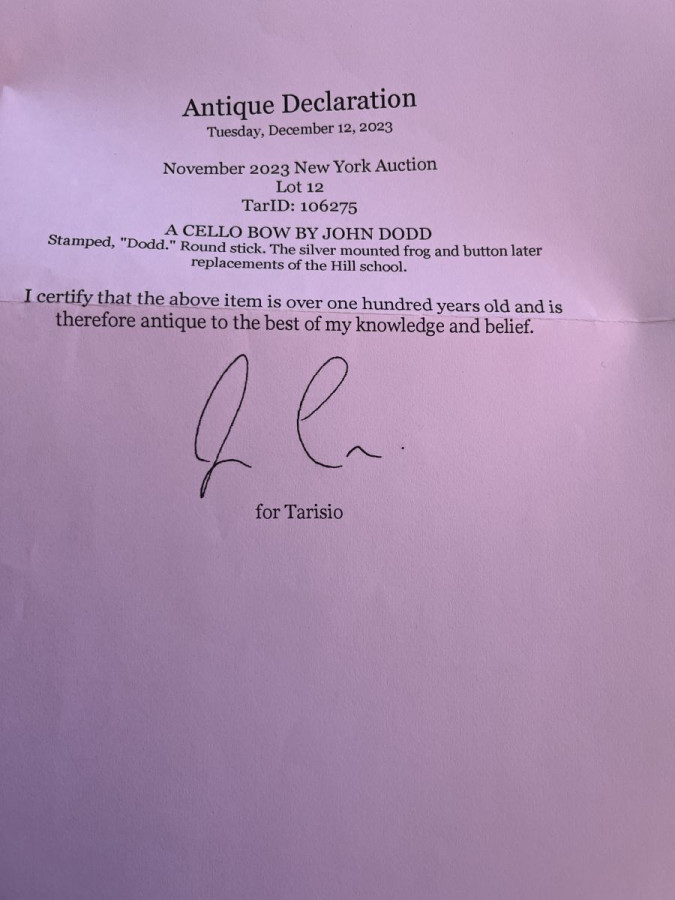 Antique Declaration
Tuesday, December 12, 2023
November 2023 New York Auction
Lot 12
TarID: 106275
A CELLO BOW BY JOHN DODD
Stamped, "Dodd." Round stick. The silver mounted frog and button later
replacements of the Hill school.
I certify that the above item is over one hundred years old and is
therefore antique to the best of my knowledge and belief.
for Tarisio